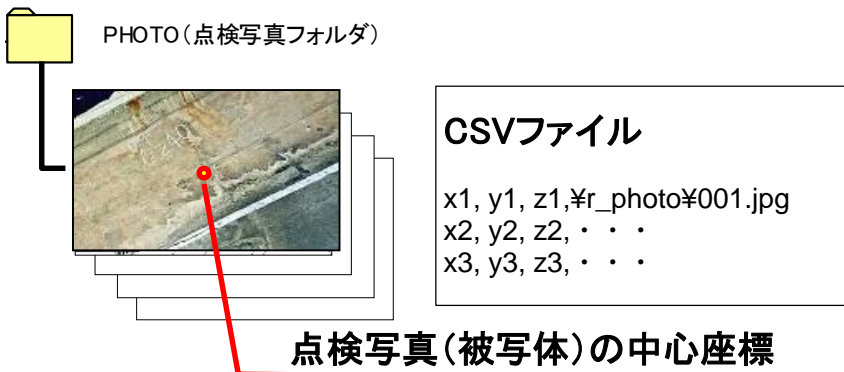 PHOTO（点検写真フォルダ）
CSVファイル
x1, y1, z1,¥r_photo¥001.jpg
x2, y2, z2, ・ ・ ・
x3, y3, z3, ・ ・ ・
点検写真（被写体）の中心座標